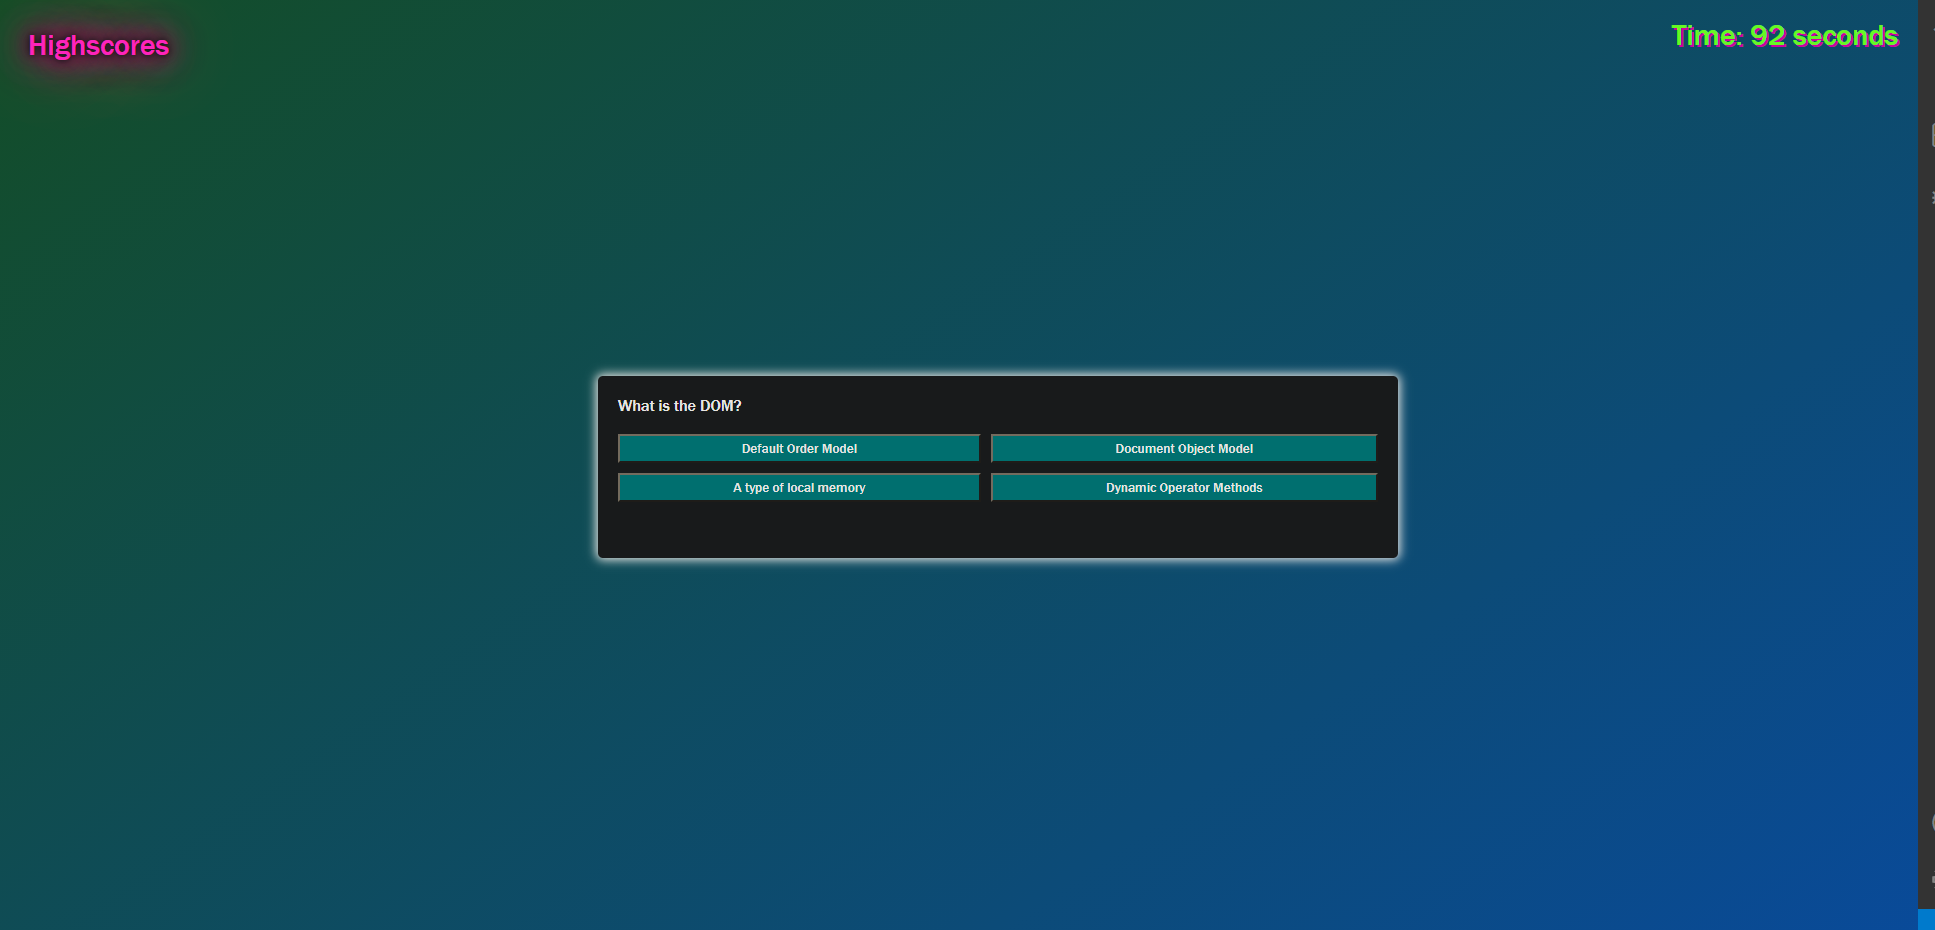 Highscores
Time: 92 seconds
What is the DOM?
Default Order Model
Document Object Model
A type of local memory
Dynamic Operator Methods